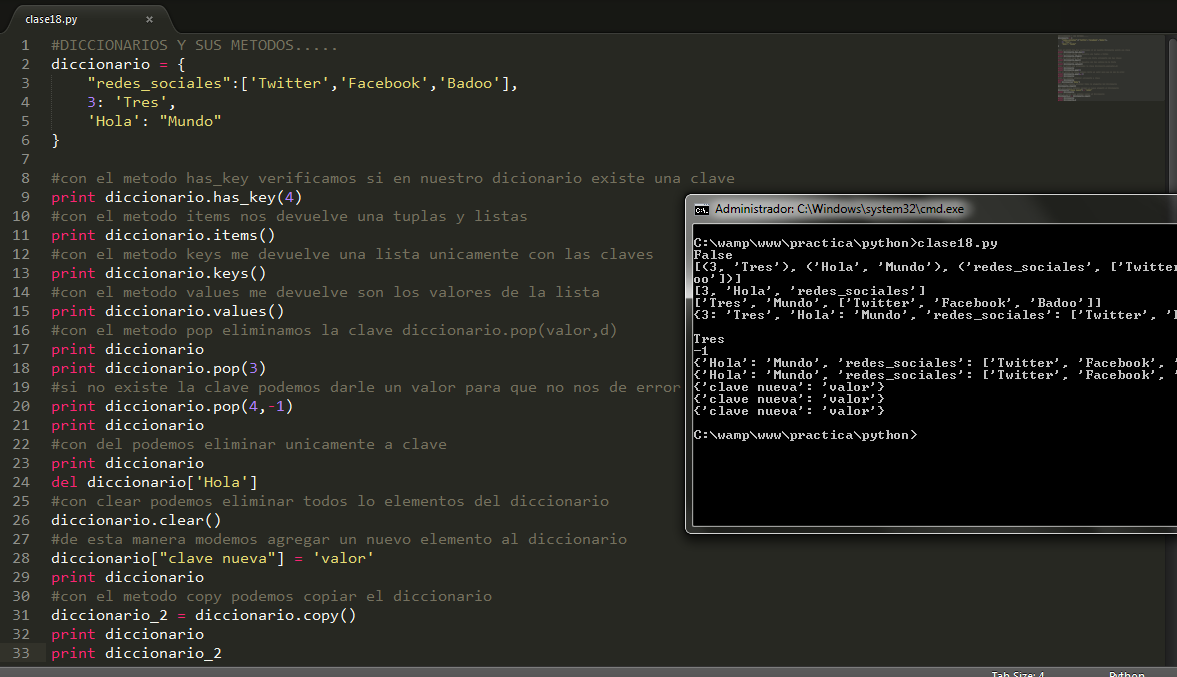 clase18.py ×
1 #DICCIONARIOS Y SUS METODOS.....
2 diccionario = {
3 "redes_sociales":['Twitter','Facebook','Badoo'],
4 3: 'Tres',
5 'Hola': "Mundo"
6 }
7
8 #con el metodo has_key verificamos si en nuestro dicionario existe una clave
9 print diccionario.has_key(4)
10 #con el metodo items nos devuelve una tuplas y listas
11 print diccionario.items()
12 #con el metodo keys me devuelve una lista unicamente con las claves
13 print diccionario.keys()
14 #con el metodo values me devuelve son los valores de la lista
15 print diccionario.values()
16 #con el metodo pop eliminamos la clave diccionario.pop(valor,d)
17 print diccionario
18 print diccionario.pop(3)
19 #si no existe la clave podemos darle un valor para que no nos de error
20 print diccionario.pop(4,-1)
21 print diccionario
22 #con del podemos eliminar unicamente a clave
23 print diccionario
24 del diccionario['Hola']
25 #con clear podemos eliminar todos lo elementos del diccionario
26 diccionario.clear()
27 #de esta manera modemos agregar un nuevo elemento al diccionario
28 diccionario["clave nueva"] = 'valor'
29 print diccionario
30 #con el metodo copy podemos copiar el diccionario
31 diccionario_2 = diccionario.copy()
32 print diccionario
33 print diccionario_2
Administrador: C:\Windows\system32\cmd.exe
C:\wamp\www\practica\python>clase18.py
False
[(3, 'Tres'), ('Hola', 'Mundo'), ('redes_sociales', ['Twitter
oo'])]
[3, 'Hola', 'redes_sociales']
['Tres', 'Mundo', ['Twitter', 'Facebook', 'Badoo']]
{3: 'Tres', 'Hola': 'Mundo', 'redes_sociales': ['Twitter', '
Tres
-1
{'Hola': 'Mundo', 'redes_sociales': ['Twitter', 'Facebook', '
{'Hola': 'Mundo', 'redes_sociales': ['Twitter', 'Facebook', '
{'clave nueva': 'valor'}
{'clave nueva': 'valor'}
{'clave nueva': 'valor'}
C:\wamp\www\practica\python>
Tab Size: 4 Python